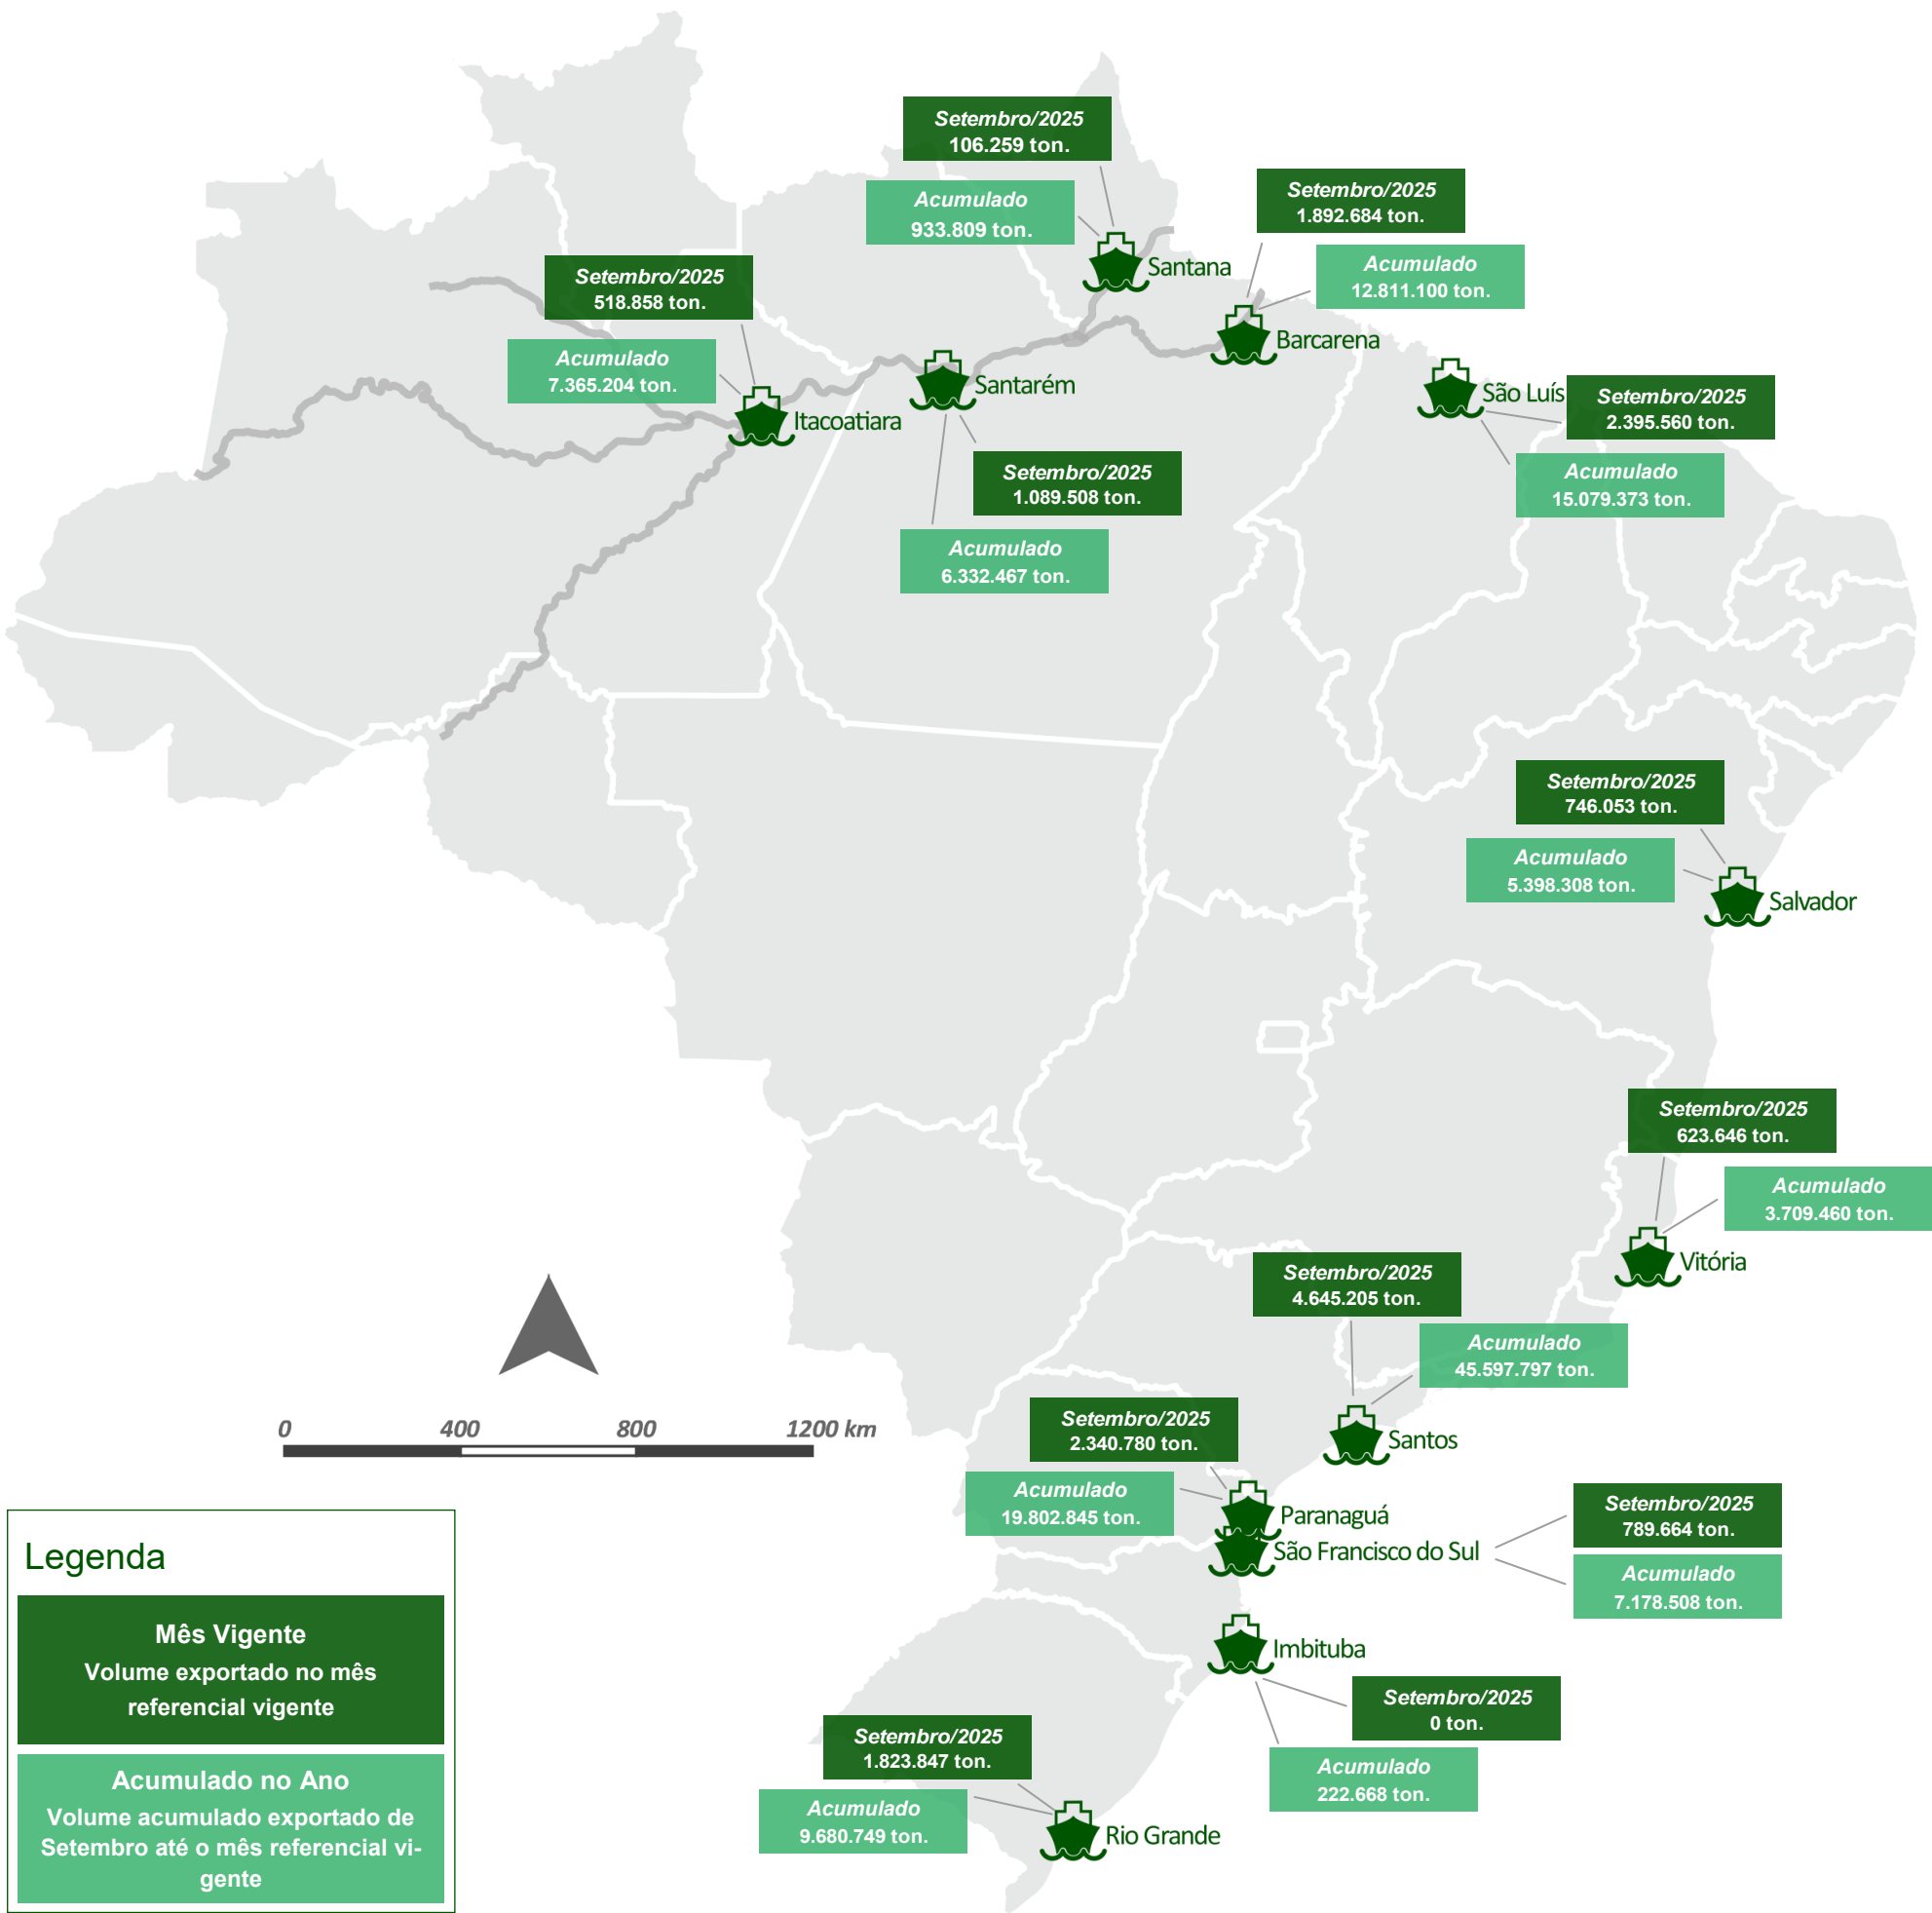 Setembro/2025
106.259 ton.
Acumulado
933.809 ton.
Santana
Setembro/2025
1.892.684 ton.
Acumulado
12.811.100 ton.
Barcarena
Setembro/2025
518.858 ton.
Acumulado
7.365.204 ton.
Itacoatiara
Santarém
Setembro/2025
1.089.508 ton.
Acumulado
6.332.467 ton.
São Luís
Setembro/2025
2.395.560 ton.
Acumulado
15.079.373 ton.
Setembro/2025
746.053 ton.
Acumulado
5.398.308 ton.
Salvador
Setembro/2025
623.646 ton.
Acumulado
3.709.460 ton.
Vitória
Setembro/2025
4.645.205 ton.
Acumulado
45.597.797 ton.
Santos
Setembro/2025
2.340.780 ton.
Acumulado
19.802.845 ton.
Paranaguá
São Francisco do Sul
Setembro/2025
789.664 ton.
Acumulado
7.178.508 ton.
Imbituba
Setembro/2025
0 ton.
Acumulado
222.668 ton.
Setembro/2025
1.823.847 ton.
Acumulado
9.680.749 ton.
Rio Grande
0 400 800 1200 km
Legenda
Mês Vigente
Volume exportado no mês
referencial vigente
Acumulado no Ano
Volume acumulado exportado de
Setembro até o mês referencial vi-
gente